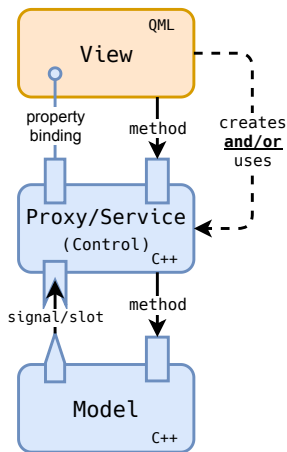 QML
View
property
binding
method
creates
and/or
uses
Proxy/Service
(Control)
C++
signal/slot
method
Model
C++